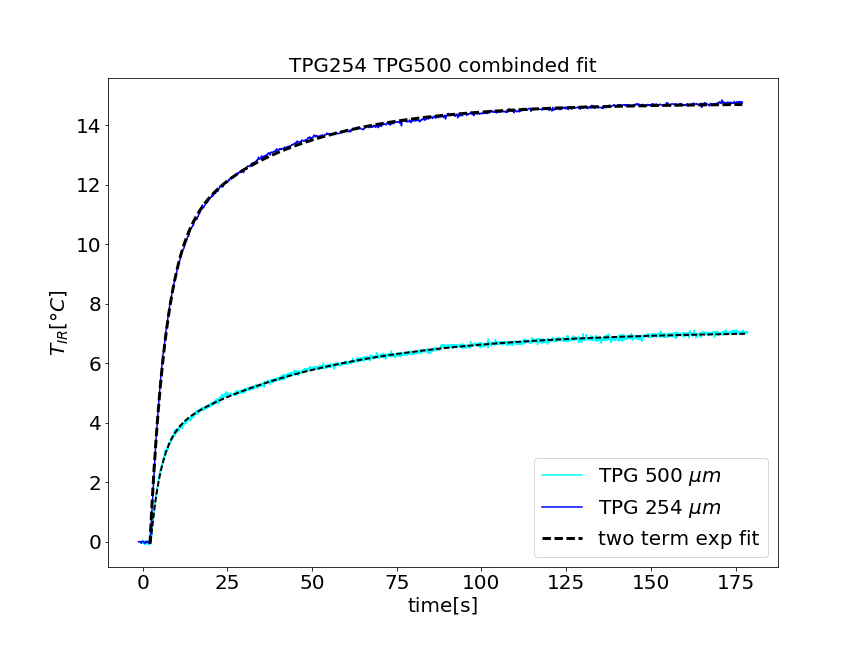 TPG254 TPG500 combinded fit
T_IR[°C]
14
12
10
8
6
4
2
0
TPG 500 μm
TPG 254 μm
two term exp fit
0 25 50 75 100 125 150 175
time[s]